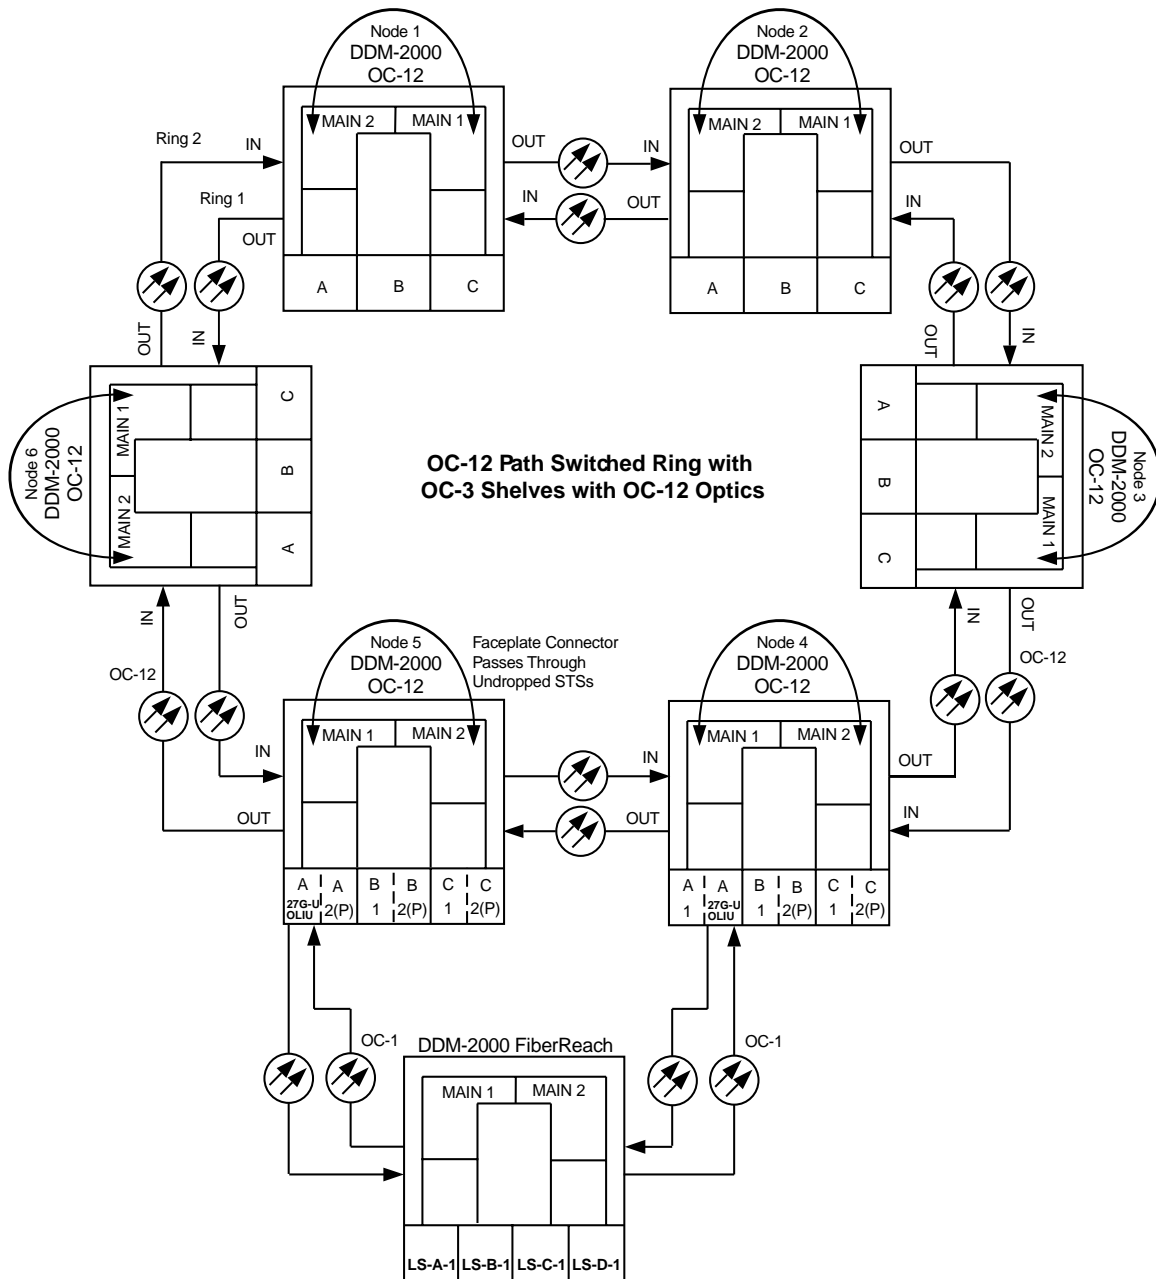 Node 1
DDM-2000
OC-12
Node 2
DDM-2000
OC-12
MAIN 2
MAIN 1
MAIN 2
MAIN 1
Ring 2
IN
OUT
IN
OUT
Ring 1
OUT
IN
OUT
IN
A
B
C
A
B
C
OUT
IN
OUT
IN
Node 6
DDM-2000
OC-12
MAIN 1
MAIN 2
C
B
A
OC-12 Path Switched Ring with
OC-3 Shelves with OC-12 Optics
A
B
C
MAIN 2
MAIN 1
Node 3
DDM-2000
OC-12
IN
OUT
IN
OUT
OC-12
OC-12
Node 5
DDM-2000
OC-12
Faceplate Connector
Passes Through
Undropped STSs
Node 4
DDM-2000
OC-12
MAIN 1
MAIN 2
MAIN 1
MAIN 2
IN
OUT
IN
OUT
OUT
IN
A
27G-U
OLIU
A
2(P)
B
1
B
2(P)
C
1
C
2(P)
A
1
A
27G-U
OLIU
B
1
B
2(P)
C
1
C
2(P)
OC-1
DDM-2000 FiberReach
OC-1
MAIN 1
MAIN 2
LS-A-1
LS-B-1
LS-C-1
LS-D-1